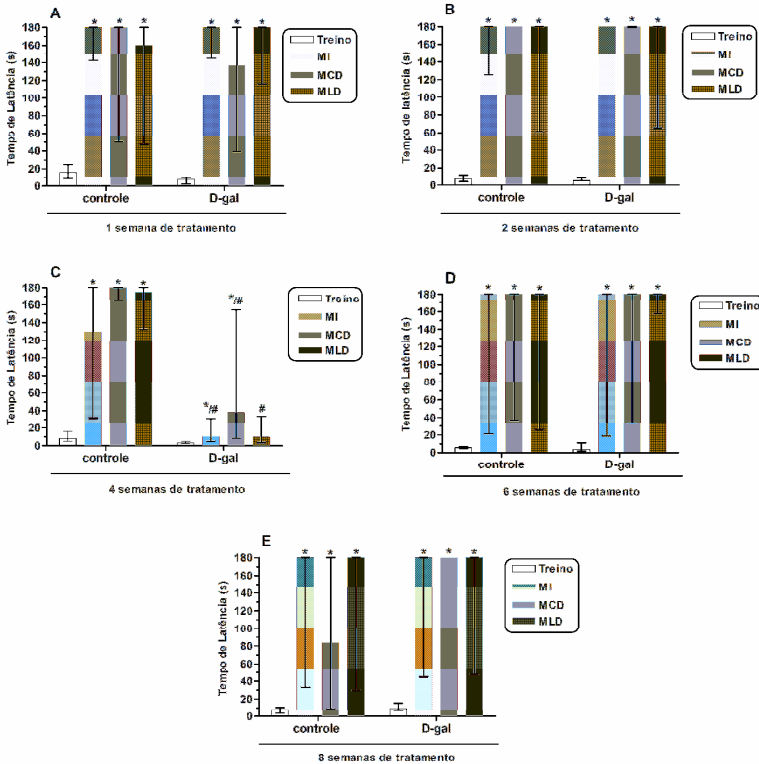 A
Tempo de Latência (s)
180
160
140
120
100
80
60
40
20
0
* * *
* * *
Treino
MI
MCD
MLD
controle
D-gal
1 semana de tratamento
B
Tempo de Latência (s)
180
160
140
120
100
80
60
40
20
0
* * *
* * *
Treino
MI
MCD
MLD
controle
D-gal
2 semanas de tratamento
C
Tempo de Latência (s)
180
160
140
120
100
80
60
40
20
0
* * *
*/#
*/#
#
Treino
MI
MCD
MLD
controle
D-gal
4 semanas de tratamento
D
Tempo de Latência (s)
180
160
140
120
100
80
60
40
20
0
* * *
* * *
Treino
MI
MCD
MLD
controle
D-gal
6 semanas de tratamento
E
Tempo de Latência (s)
180
160
140
120
100
80
60
40
20
0
* * *
* * *
Treino
MI
MCD
MLD
controle
D-gal
8 semanas de tratamento